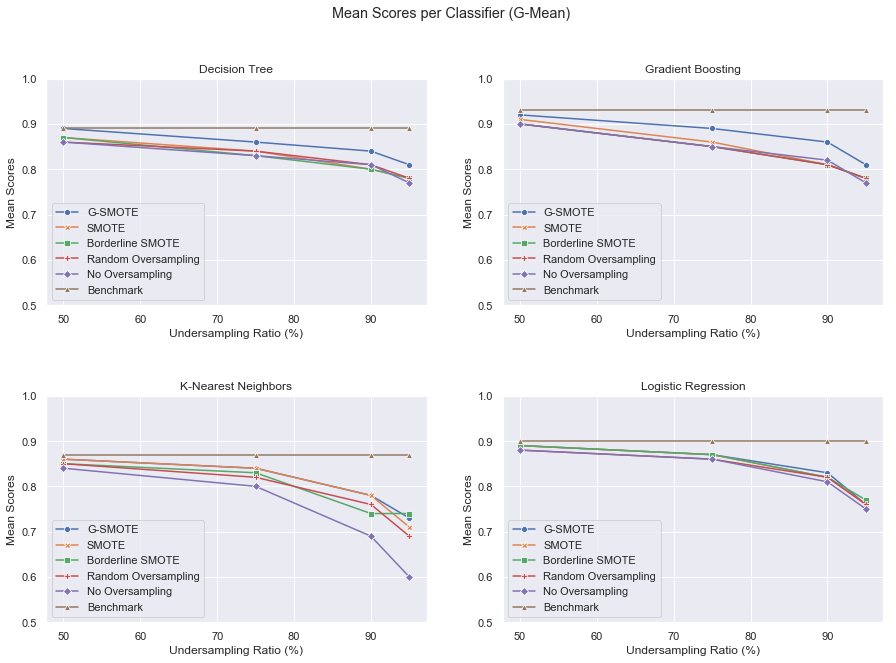 Mean Scores per Classifier (G-Mean)
Decision Tree
1.0
0.9
0.8
0.7
0.6
0.5
Mean Scores
G-SMOTE
SMOTE
Borderline SMOTE
Random Oversampling
No Oversampling
Benchmark
50 60 70 80 90
Undersampling Ratio (%)
Gradient Boosting
1.0
0.9
0.8
0.7
0.6
0.5
Mean Scores
G-SMOTE
SMOTE
Borderline SMOTE
Random Oversampling
No Oversampling
Benchmark
50 60 70 80 90
Undersampling Ratio (%)
K-Nearest Neighbors
1.0
0.9
0.8
0.7
0.6
0.5
Mean Scores
G-SMOTE
SMOTE
Borderline SMOTE
Random Oversampling
No Oversampling
Benchmark
50 60 70 80 90
Undersampling Ratio (%)
Logistic Regression
1.0
0.9
0.8
0.7
0.6
0.5
Mean Scores
G-SMOTE
SMOTE
Borderline SMOTE
Random Oversampling
No Oversampling
Benchmark
50 60 70 80 90
Undersampling Ratio (%)